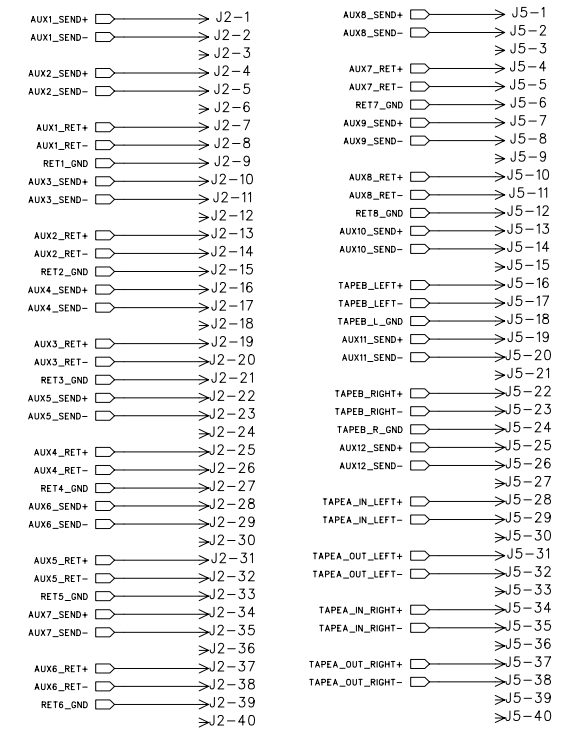 AUX1_SEND+ J2-1
AUX1_SEND- J2-2
J2-3
AUX2_SEND+ J2-4
AUX2_SEND- J2-5
J2-6
AUX1_RET+ J2-7
AUX1_RET- J2-8
RET1_GND J2-9
AUX3_SEND+ J2-10
AUX3_SEND- J2-11
J2-12
AUX2_RET+ J2-13
AUX2_RET- J2-14
RET2_GND J2-15
AUX4_SEND+ J2-16
AUX4_SEND- J2-17
J2-18
AUX3_RET+ J2-19
AUX3_RET- J2-20
RET3_GND J2-21
AUX5_SEND+ J2-22
AUX5_SEND- J2-23
J2-24
AUX4_RET+ J2-25
AUX4_RET- J2-26
RET4_GND J2-27
AUX6_SEND+ J2-28
AUX6_SEND- J2-29
J2-30
AUX5_RET+ J2-31
AUX5_RET- J2-32
RET5_GND J2-33
AUX7_SEND+ J2-34
AUX7_SEND- J2-35
J2-36
AUX6_RET+ J2-37
AUX6_RET- J2-38
RET6_GND J2-39
J2-40
AUX8_SEND+ J5-1
AUX8_SEND- J5-2
J5-3
AUX7_RET+ J5-4
AUX7_RET- J5-5
RET7_GND J5-6
AUX9_SEND+ J5-7
AUX9_SEND- J5-8
J5-9
AUX8_RET+ J5-10
AUX8_RET- J5-11
RET8_GND J5-12
AUX10_SEND+ J5-13
AUX10_SEND- J5-14
J5-15
TAPEB_LEFT+ J5-16
TAPEB_LEFT- J5-17
TAPEB_L_GND J5-18
AUX11_SEND+ J5-19
AUX11_SEND- J5-20
J5-21
TAPEB_RIGHT+ J5-22
TAPEB_RIGHT- J5-23
TAPEB_R_GND J5-24
AUX12_SEND+ J5-25
AUX12_SEND- J5-26
J5-27
TAPEA_IN_LEFT+ J5-28
TAPEA_IN_LEFT- J5-29
J5-30
TAPEA_OUT_LEFT+ J5-31
TAPEA_OUT_LEFT- J5-32
J5-33
TAPEA_IN_RIGHT+ J5-34
TAPEA_IN_RIGHT- J5-35
J5-36
TAPEA_OUT_RIGHT+ J5-37
TAPEA_OUT_RIGHT- J5-38
J5-39
J5-40